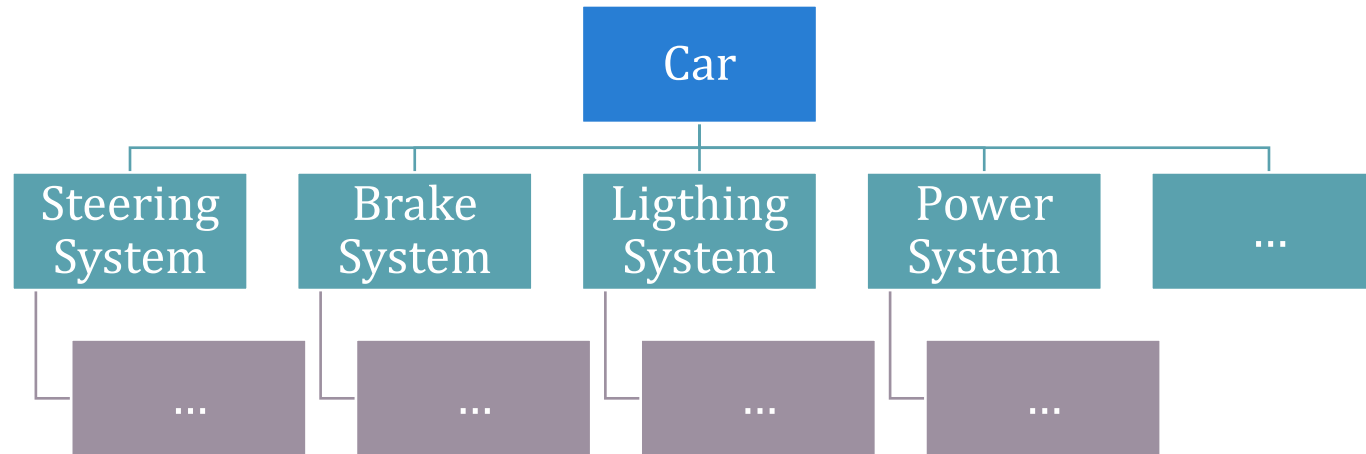 Car
Steering
System
Brake
System
Ligthing
System
Power
System
...
...
...
...
...